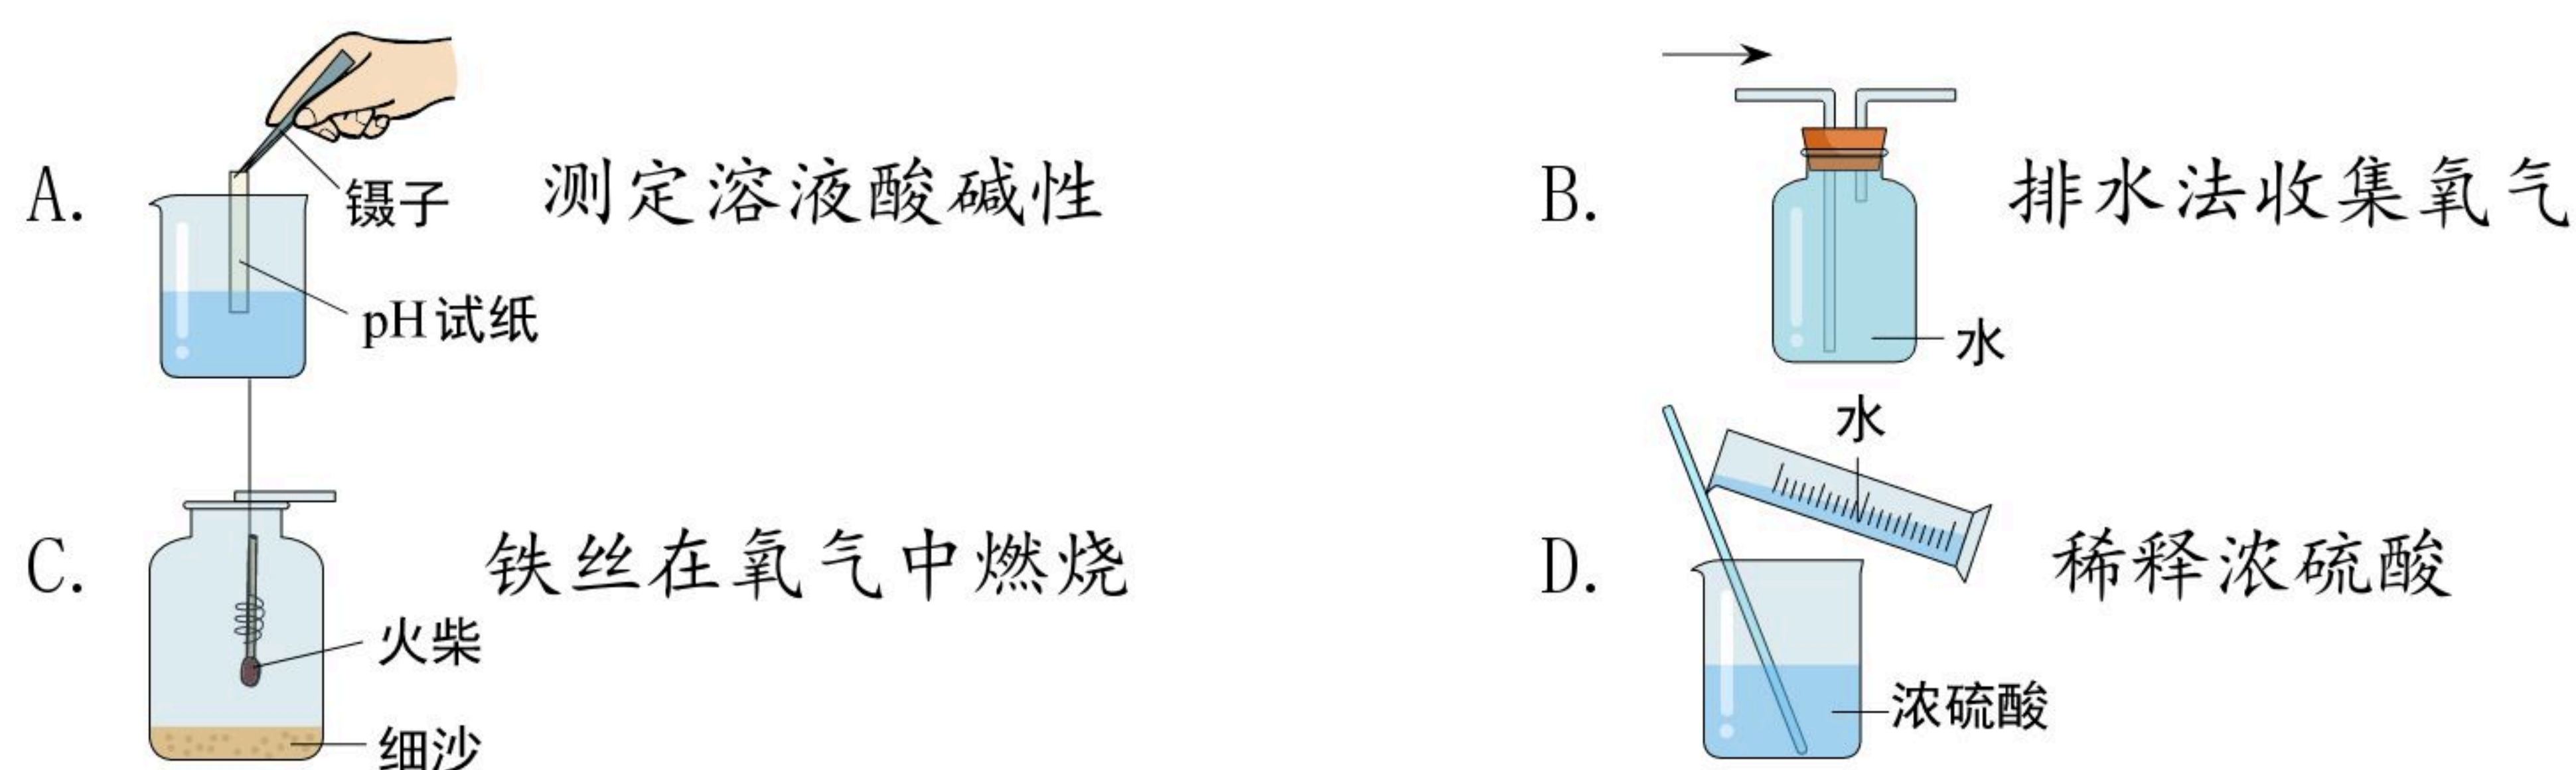 A.
镊子
测定溶液酸碱性
pH试纸
B.
排水法收集氧气
水
C.
铁丝在氧气中燃烧
火柴
细沙
D.
水
稀释浓硫酸
浓硫酸